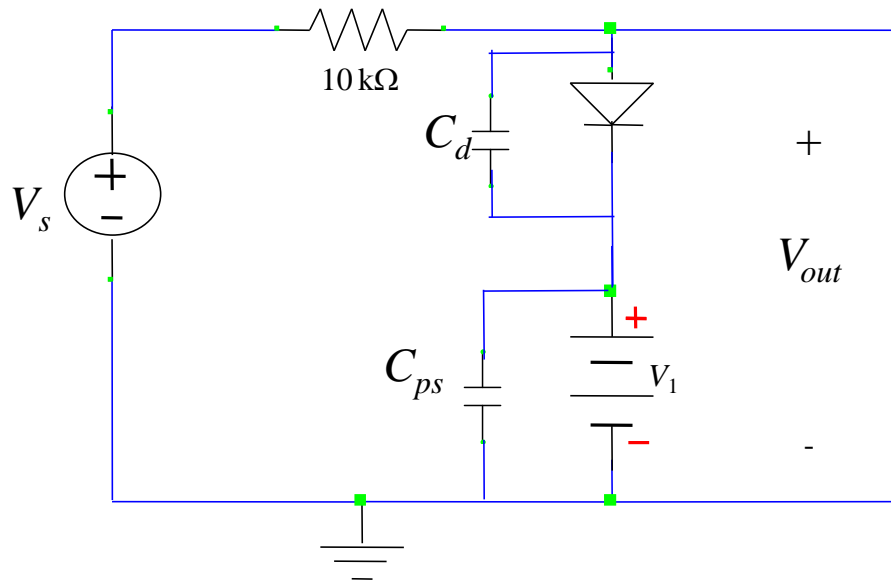 10 kΩ
C_d
+
+
-
V_s
V_out
+
C_ps
V_1
-
-